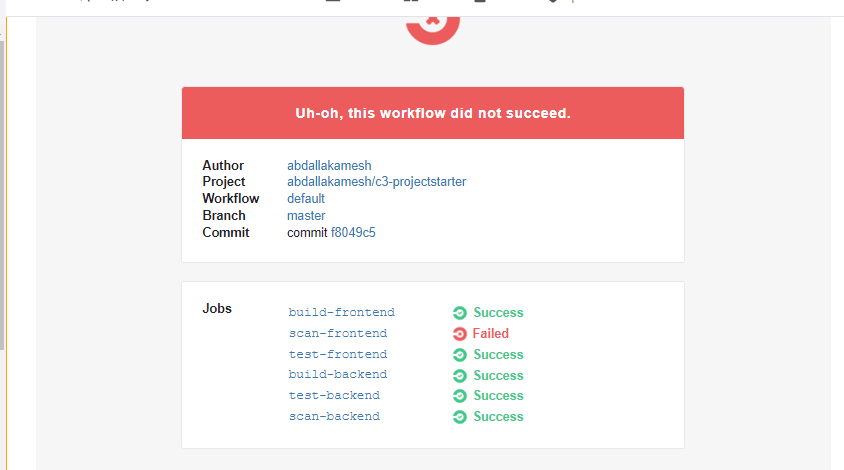 Uh-oh, this workflow did not succeed.
Author abdallakamesh
Project abdallakamesh/c3-projectstarter
Workflow default
Branch master
Commit commit f8049c5
Jobs
build-frontend Success
scan-frontend Failed
test-frontend Success
build-backend Success
test-backend Success
scan-backend Success